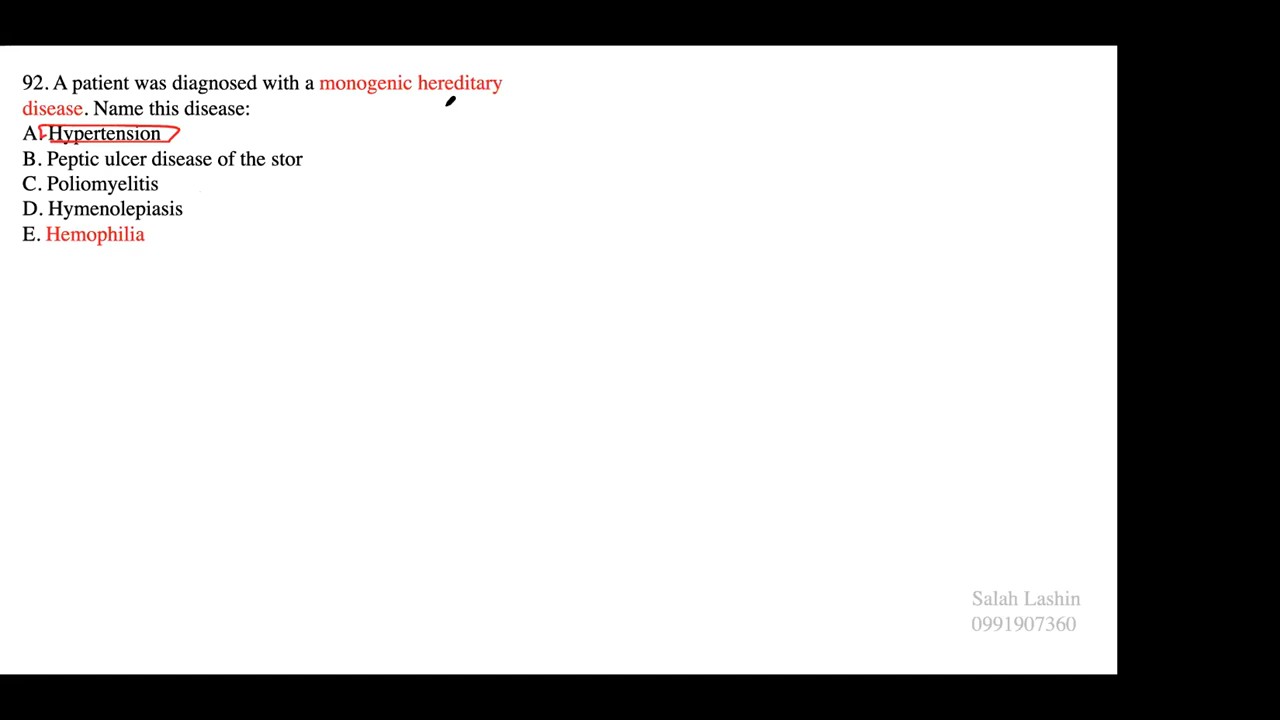 92. A patient was diagnosed with a monogenic hereditary
disease. Name this disease:
A. Hypertension
B. Peptic ulcer disease of the stor
C. Poliomyelitis
D. Hymenolepiasis
E. Hemophilia
Salah Lashin
0991907360